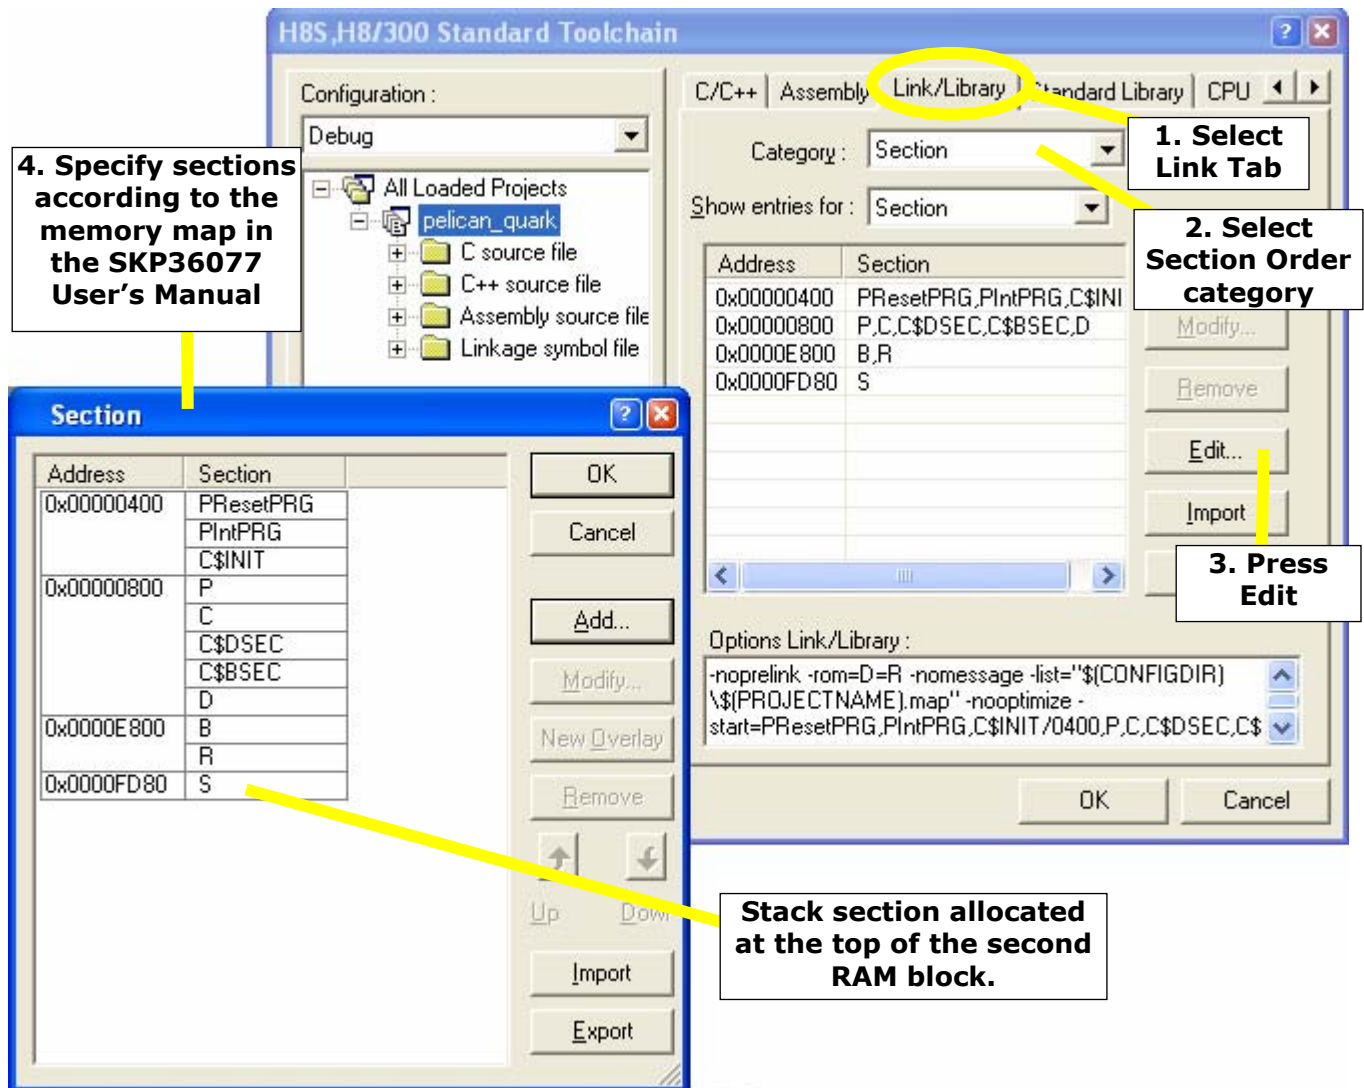 H8S,H8/300 Standard Toolchain
Configuration :
Debug
All Loaded Projects
pelican_quark
C source file
C++ source file
Assembly source file
Linkage symbol file
C/C++
Assembly
Link/Library
Standard Library
CPU
Category :
Section
Show entries for :
Section
Address Section
0x00000400 PResetPRG,PIntPRG,C$INI
0x00000800 P,C,C$DSEC,C$BSEC,D
0x0000E800 B,R
0x0000FD80 S
Modify...
Remove
Edit...
Import
Options Link/Library :
-noprelink -rom=D=R -nomessage -list="$(CONFIGDIR)
\$(PROJECTNAME).map" -nooptimize -
start=PResetPRG,PIntPRG,C$INIT/0400,P,C,C$DSEC,C$
OK
Cancel
1. Select
Link Tab
2. Select
Section Order
category
3. Press
Edit
4. Specify sections
according to the
memory map in
the SKP36077
User’s Manual
Section
Address Section
0x00000400 PResetPRG
PIntPRG
C$INIT
0x00000800 P
C
C$DSEC
C$BSEC
D
0x0000E800 B
R
0x0000FD80 S
OK
Cancel
Add...
Modify...
New Overlay
Remove
Up Down
Import
Export
Stack section allocated
at the top of the second
RAM block.